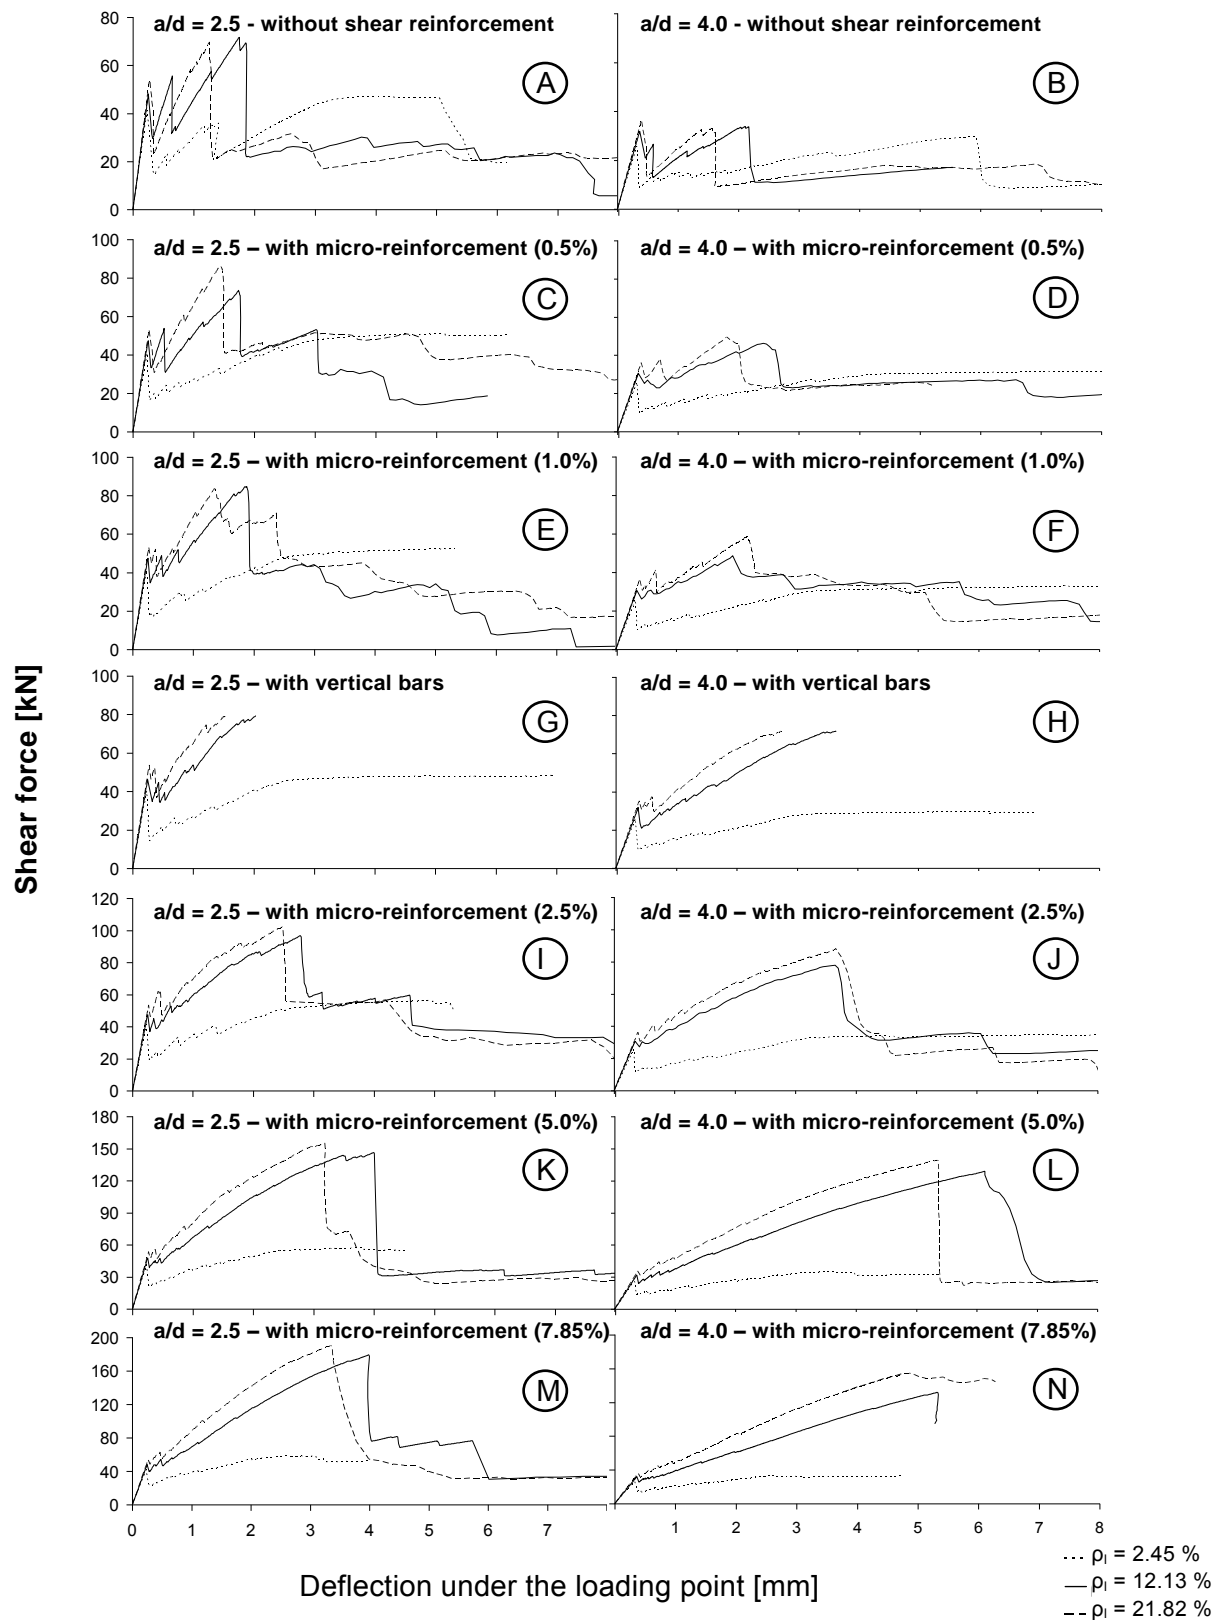 a/d = 2.5 - without shear reinforcement
a/d = 4.0 - without shear reinforcement
A
B
80
60
40
20
0
a/d = 2.5 – with micro-reinforcement (0.5%)
a/d = 4.0 – with micro-reinforcement (0.5%)
C
D
100
80
60
40
20
0
a/d = 2.5 – with micro-reinforcement (1.0%)
a/d = 4.0 – with micro-reinforcement (1.0%)
E
F
100
80
60
40
20
0
a/d = 2.5 – with vertical bars
a/d = 4.0 – with vertical bars
G
H
100
80
60
40
20
0
Shear force [kN]
a/d = 2.5 – with micro-reinforcement (2.5%)
a/d = 4.0 – with micro-reinforcement (2.5%)
I
J
120
100
80
60
40
20
0
a/d = 2.5 – with micro-reinforcement (5.0%)
a/d = 4.0 – with micro-reinforcement (5.0%)
K
L
180
150
120
90
60
30
0
a/d = 2.5 – with micro-reinforcement (7.85%)
a/d = 4.0 – with micro-reinforcement (7.85%)
M
N
200
160
120
80
40
0
0 1 2 3 4 5 6 7
1 2 3 4 5 6 7 8
Deflection under the loading point [mm]
ρl = 2.45 %
ρl = 12.13 %
ρl = 21.82 %